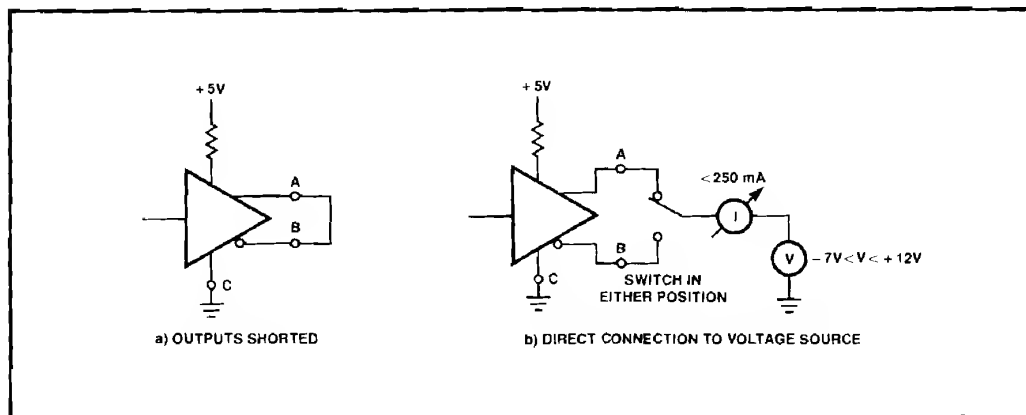 +5V
A
B
C
a) OUTPUTS SHORTED
+5V
A
B
C
SWITCH IN
EITHER POSITION
<250 mA
I
V
−7V<V<+12V
b) DIRECT CONNECTION TO VOLTAGE SOURCE